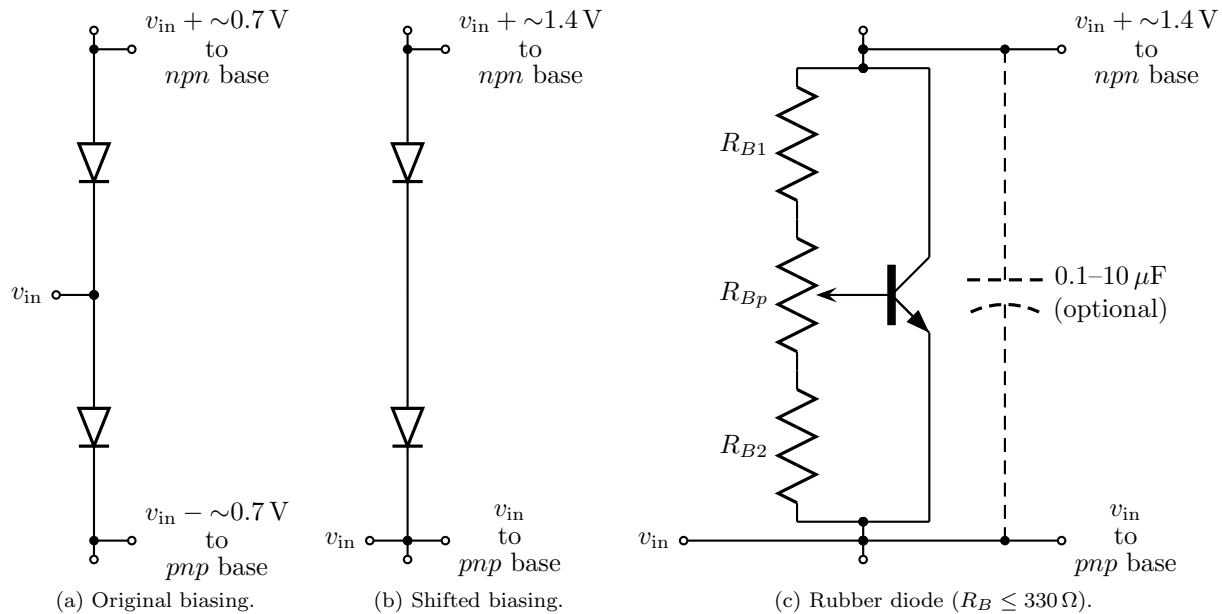 v_in + ~0.7 V
to
npn base
v_in
v_in − ~0.7 V
to
pnp base
(a) Original biasing.
v_in + ~1.4 V
to
npn base
v_in
v_in
to
pnp base
(b) Shifted biasing.
v_in + ~1.4 V
to
npn base
R_B1
R_Bp
R_B2
0.1–10 μF
(optional)
v_in
v_in
to
pnp base
(c) Rubber diode (R_B ≤ 330 Ω).